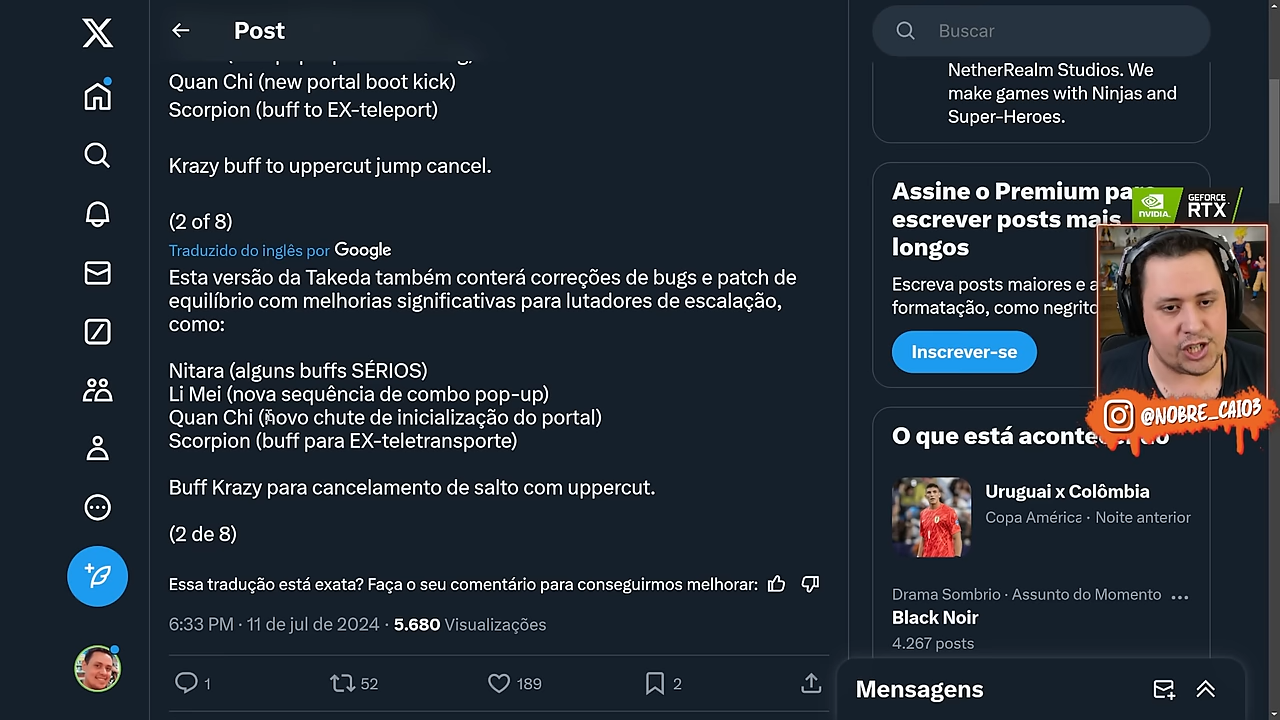 Post
Buscar
Quan Chi (new portal boot kick)
Scorpion (buff to EX-teleport)
Krazy buff to uppercut jump cancel.
(2 of 8)
Traduzido do inglês por Google
Esta versão da Takeda também conterá correções de bugs e patch de
equilíbrio com melhorias significativas para lutadores de escalação,
como:
Nitara (alguns buffs SÉRIOS)
Li Mei (nova sequência de combo pop-up)
Quan Chi (novo chute de inicialização do portal)
Scorpion (buff para EX-teletransporte)
Buff Krazy para cancelamento de salto com uppercut.
(2 de 8)
Essa tradução está exata? Faça o seu comentário para conseguirmos melhorar:
6:33 PM · 11 de jul de 2024 · 5.680 Visualizações
1
52
189
2
NetherRealm Studios. We
make games with Ninjas and
Super-Heroes.
Assine o Premium para
escrever posts mais
longos
Escreva posts maiores e a
formatação, como negrito
Inscrever-se
NVIDIA.
GEFORCE
RTX
@NOBRE_CAIO3
O que está acontecendo
Uruguai x Colômbia
Copa América · Noite anterior
Drama Sombrio · Assunto do Momento
Black Noir
4.267 posts
Mensagens